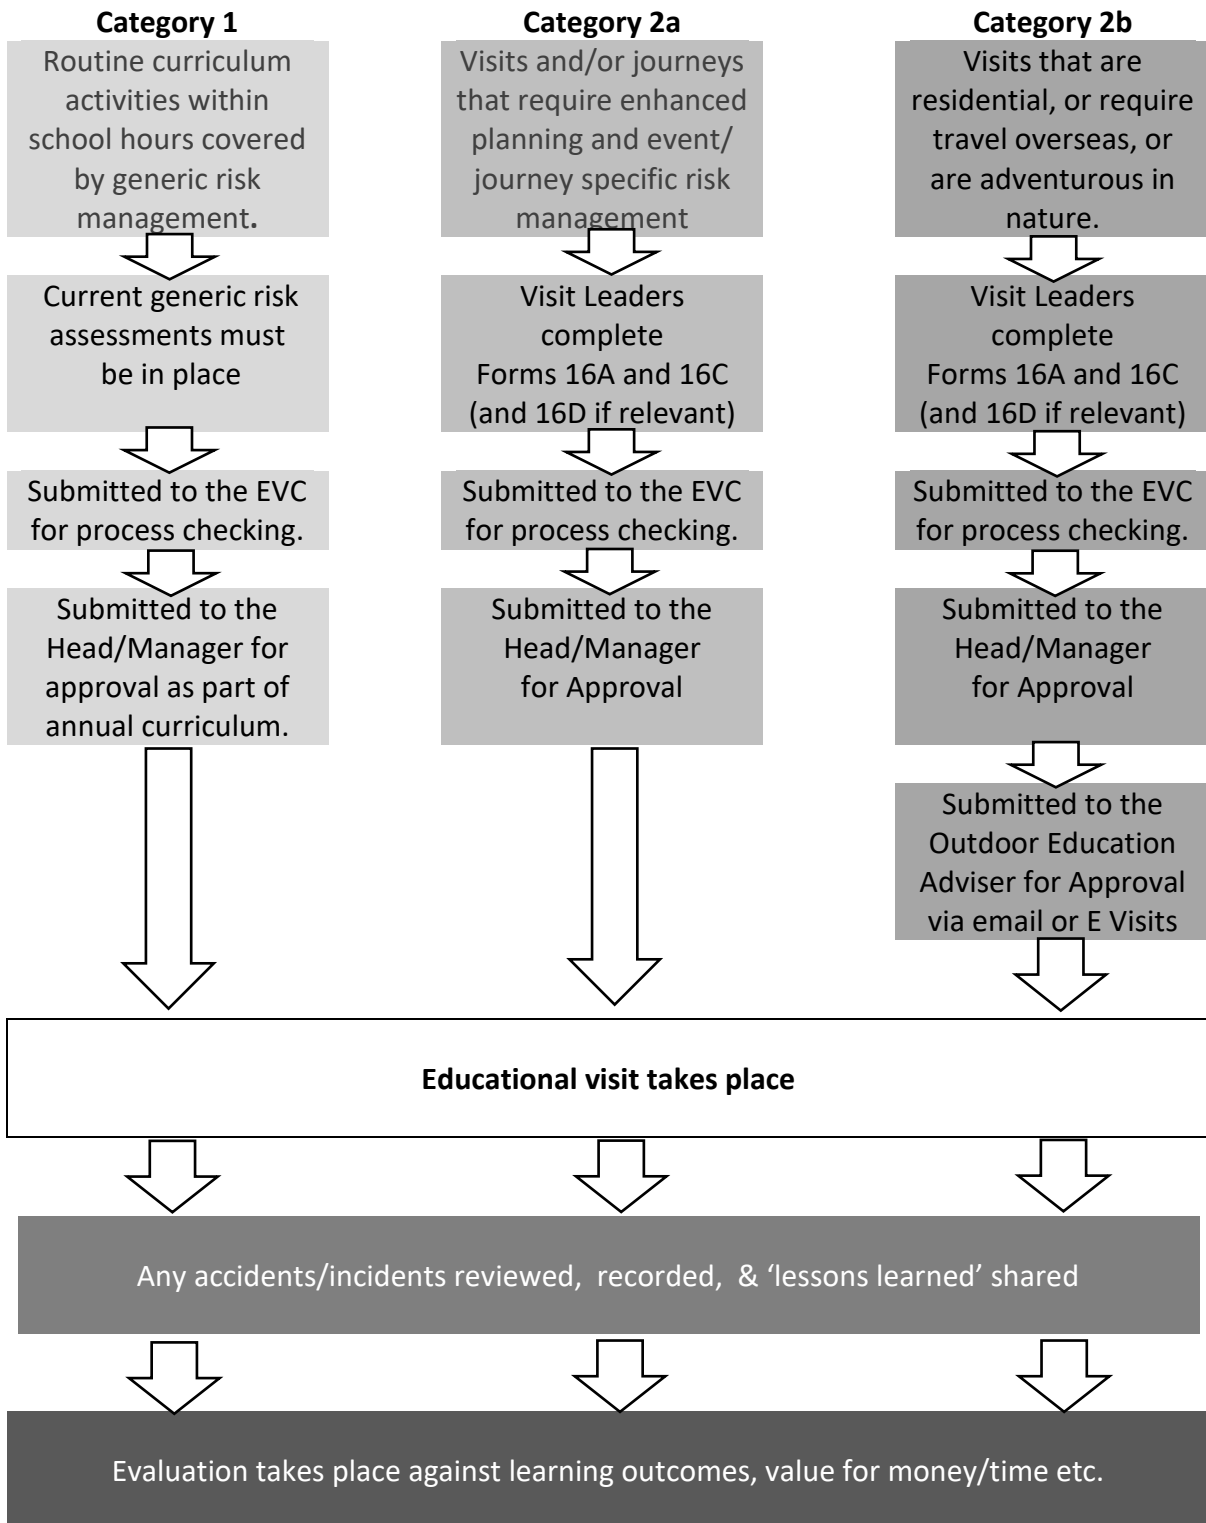 Category 1
Routine curriculum
activities within
school hours covered
by generic risk
management.
Current generic risk
assessments must
be in place
Submitted to the EVC
for process checking.
Submitted to the
Head/Manager for
approval as part of
annual curriculum.
Category 2a
Visits and/or journeys
that require enhanced
planning and event/
journey specific risk
management
Visit Leaders
complete
Forms 16A and 16C
(and 16D if relevant)
Submitted to the EVC
for process checking.
Submitted to the
Head/Manager
for Approval
Category 2b
Visits that are
residential, or require
travel overseas, or
are adventurous in
nature.
Visit Leaders
complete
Forms 16A and 16C
(and 16D if relevant)
Submitted to the EVC
for process checking.
Submitted to the
Head/Manager
for Approval
Submitted to the
Outdoor Education
Adviser for Approval
via email or E Visits
Educational visit takes place
Any accidents/incidents reviewed, recorded, & ‘lessons learned’ shared
Evaluation takes place against learning outcomes, value for money/time etc.